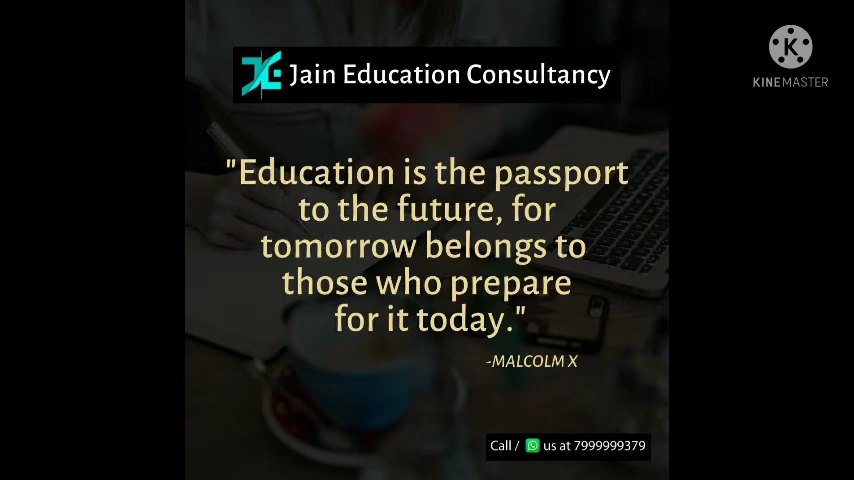 Jain Education Consultancy
K
KINEMASTER
"Education is the passport
to the future, for
tomorrow belongs to
those who prepare
for it today."
-MALCOLM X
Call / us at 7999999379